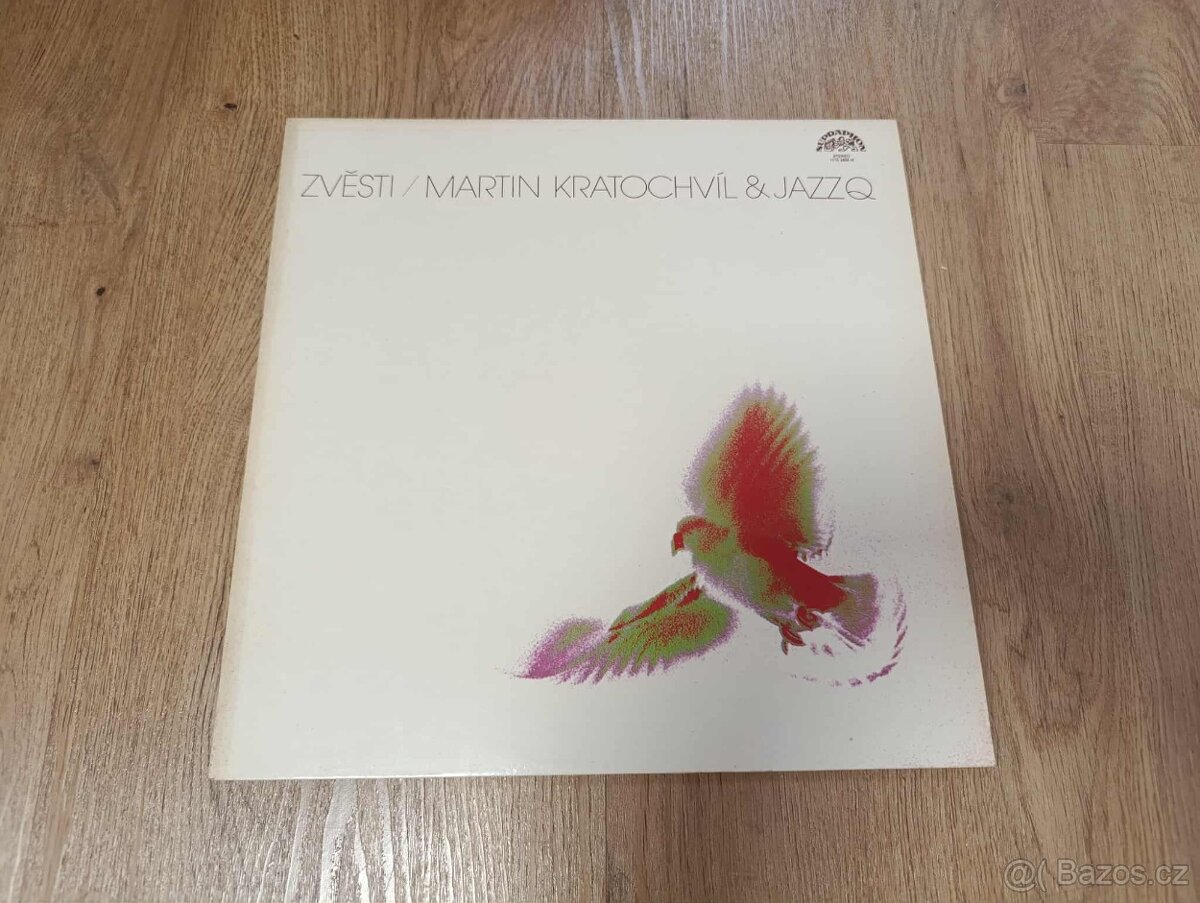 SUPRAPHON
STEREO
ZVĚSTI / MARTIN KRATOCHVÍL & JAZZ Q
@( Bazos.cz